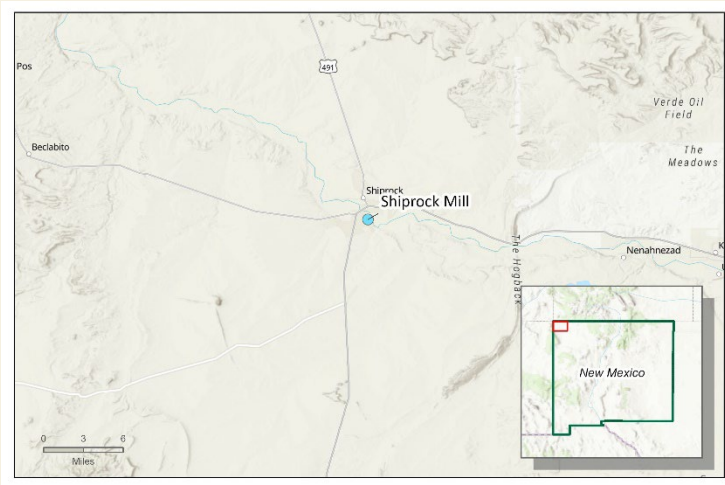 Pos
491
Verde Oil
Field
The
Meadows
Beclabito
Shiprock
Shiprock Mill
The Hogback
Nenahnezad
K
New Mexico
0 3 6
Miles